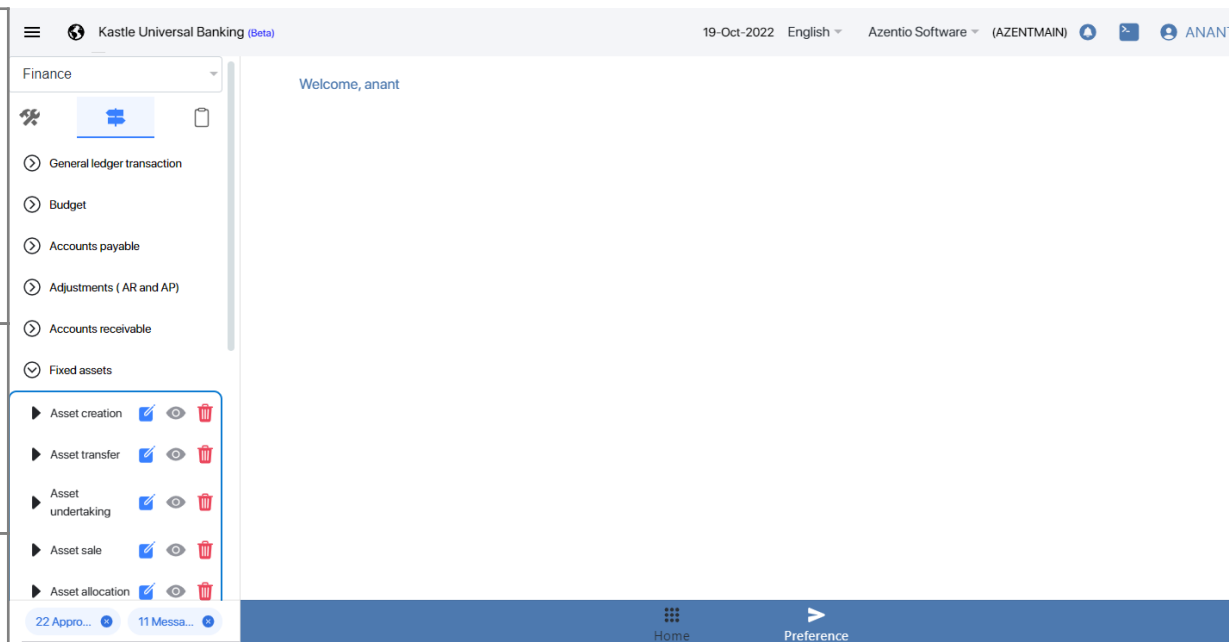 Kastle Universal Banking (Beta)
19-Oct-2022 English Azentio Software (AZENTMAIN) ANANT
Finance
Welcome, anant
General ledger transaction
Budget
Accounts payable
Adjustments ( AR and AP)
Accounts receivable
Fixed assets
Asset creation
Asset transfer
Asset
undertaking
Asset sale
Asset allocation
22 Appro... 11 Messa...
Home Preference